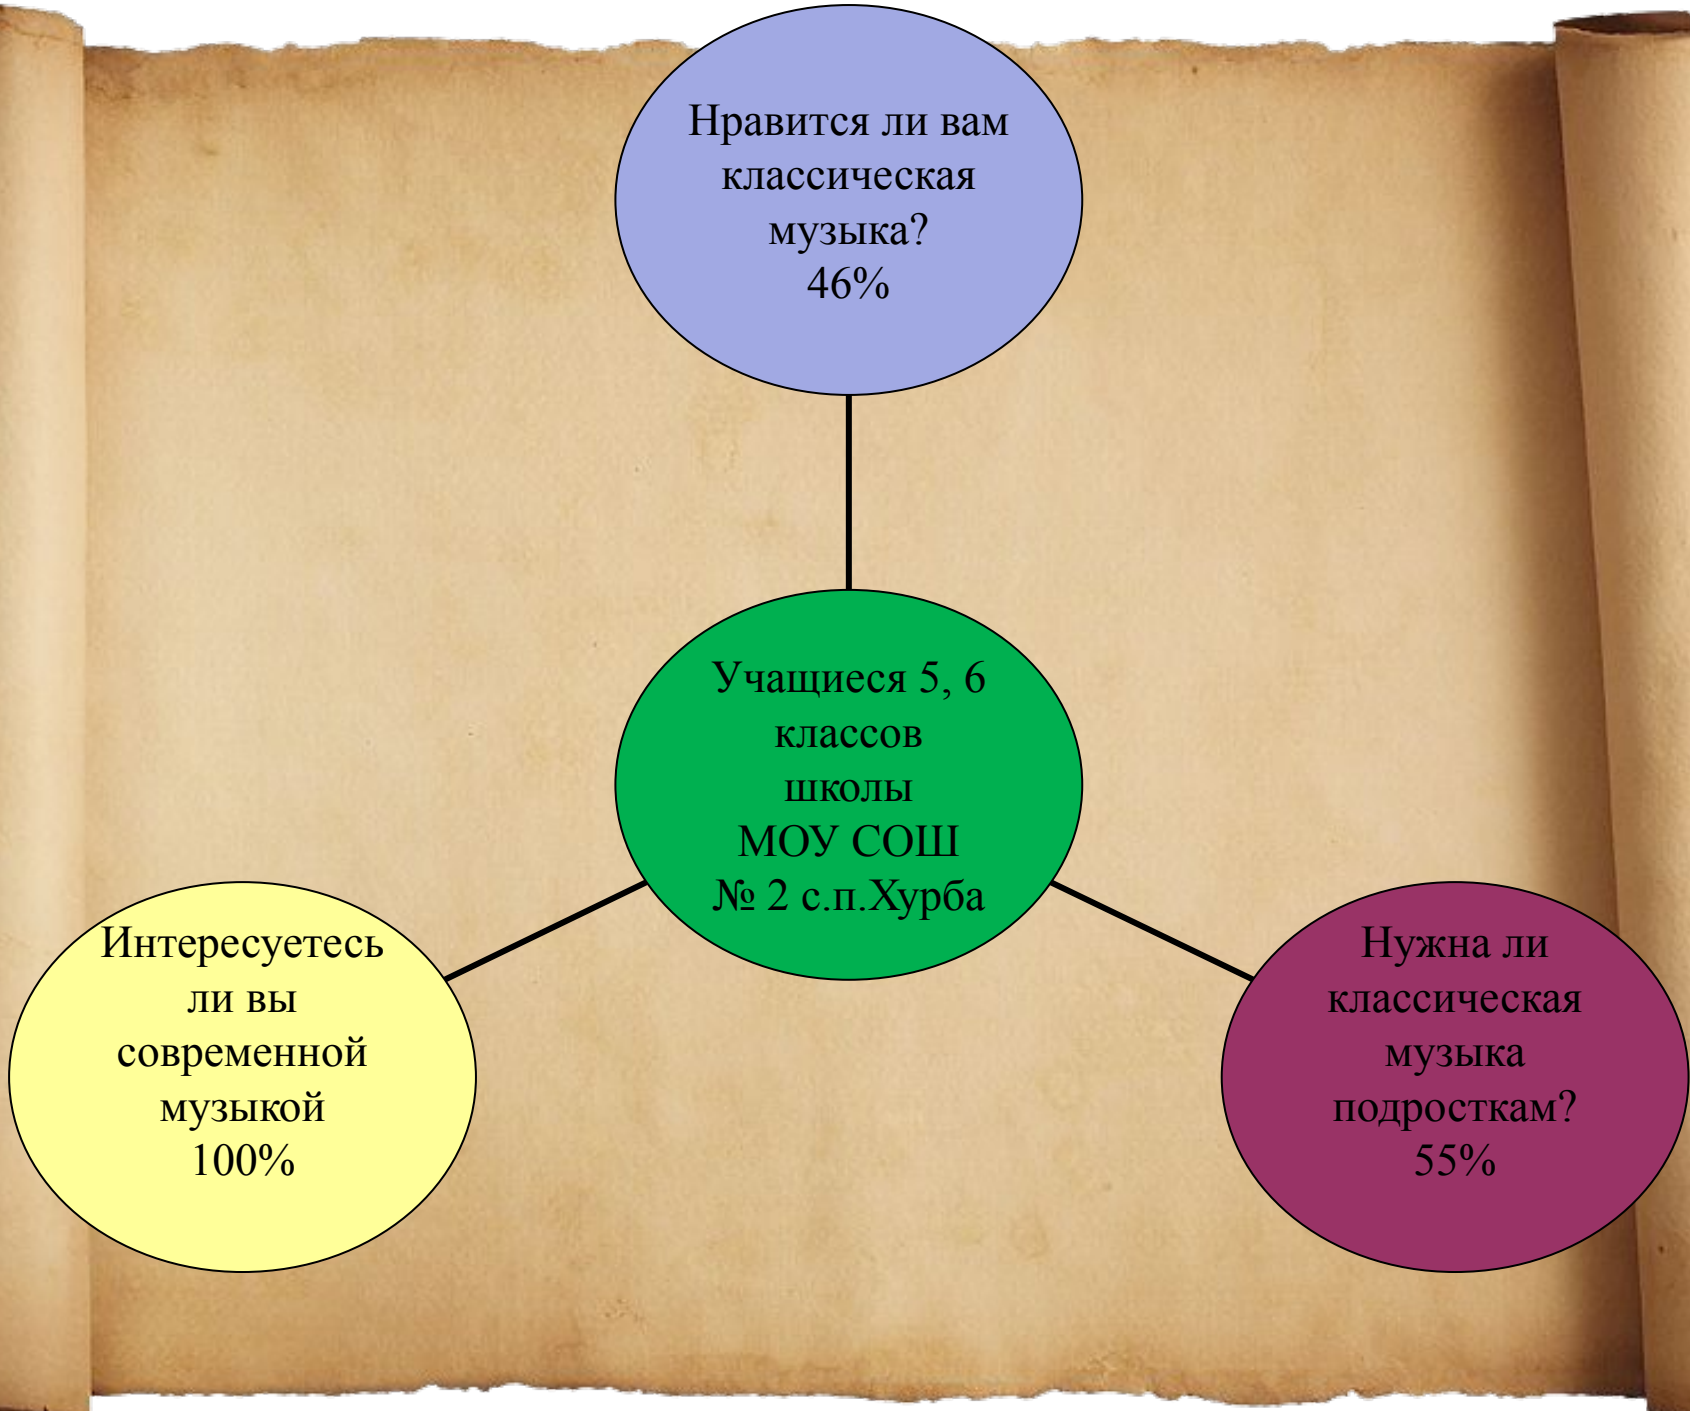 Нравится ли вам
классическая
музыка?
46%
Учащиеся 5, 6
классов
школы
МОУ СОШ
№ 2 с.п.Хурба
Интересуетесь
ли вы
современной
музыкой
100%
Нужна ли
классическая
музыка
подросткам?
55%